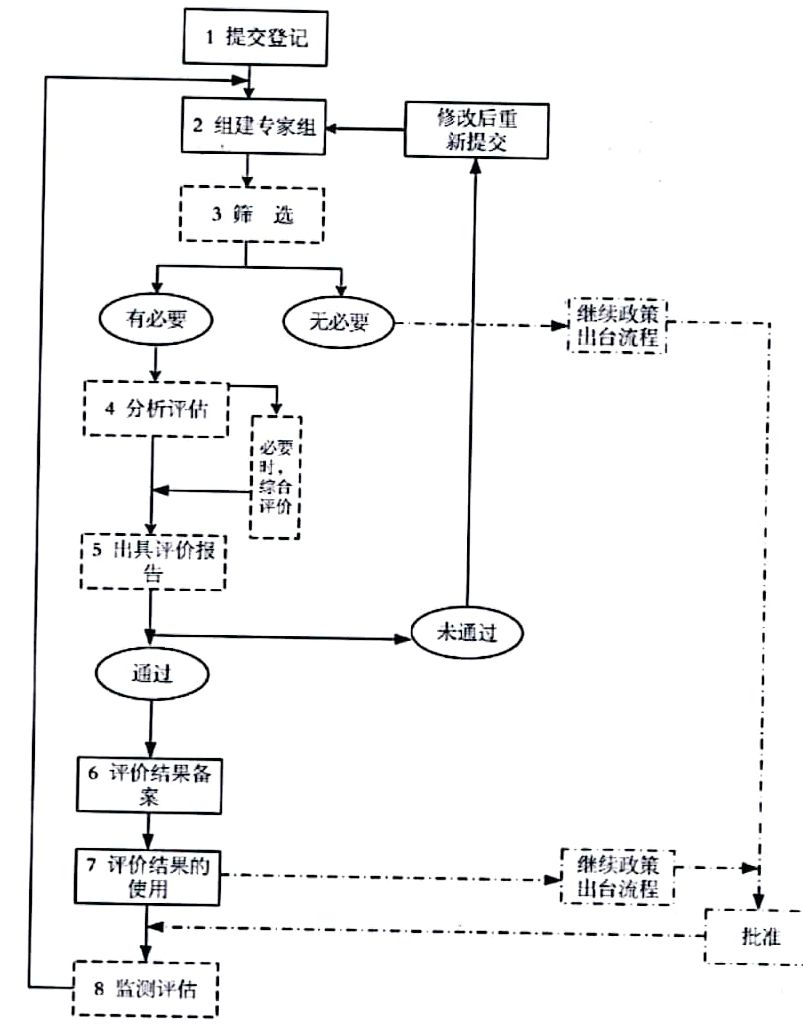 1 提交登记
2 组建专家组
修改后重
新提交
3 筛 选
有必要
无必要
继续政策
出台流程
4 分析评估
必要
时，
综合
评价
5 出具评价报
告
未通过
通过
6 评价结果备
案
7 评价结果的
使用
继续政策
出台流程
批准
8 监测评估